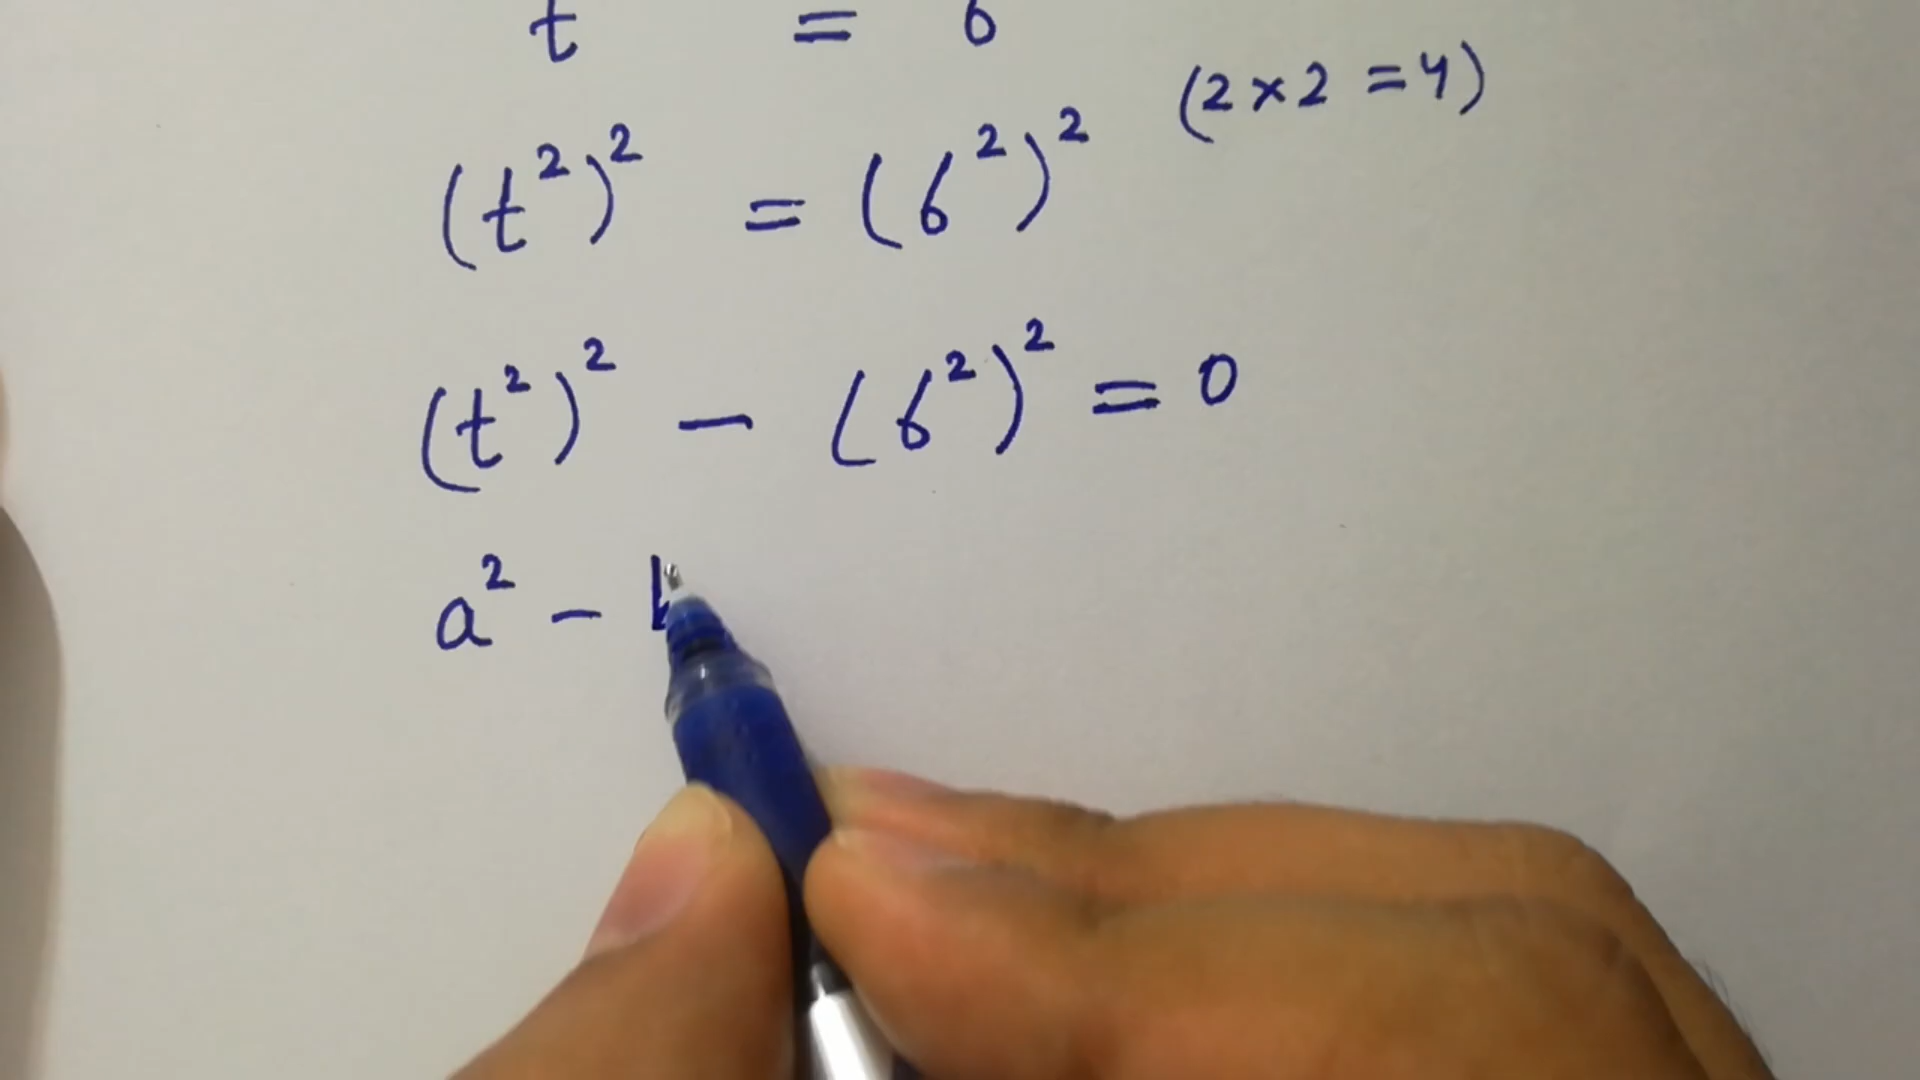 t = 6
(2 × 2 = 4)
(t²)² = (6²)²
(t²)² − (6²)² = 0
a² −